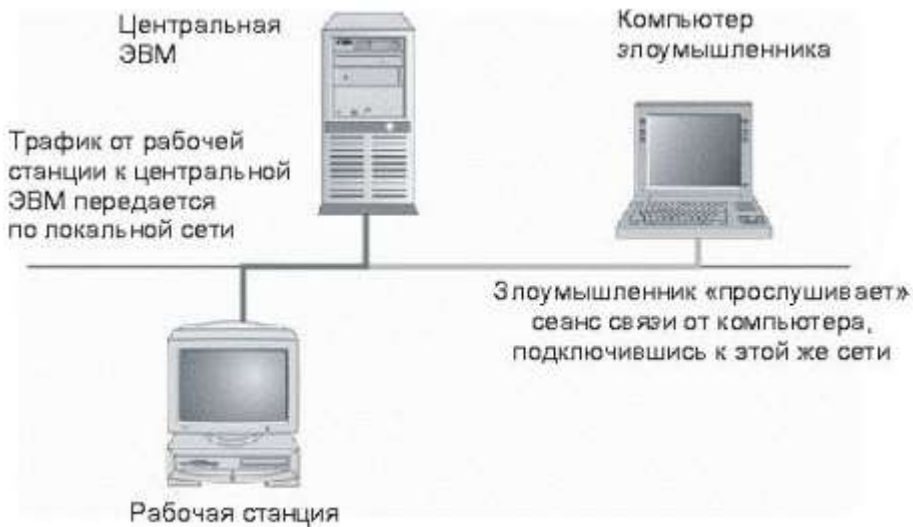 Центральная
ЭВМ
Компьютер
злоумышленника
Трафик от рабочей
станции к центральной
ЭВМ передается
по локальной сети
Злоумышленник «прослушивает»
сеанс связи от компьютера,
подключившись к этой же сети
Рабочая станция